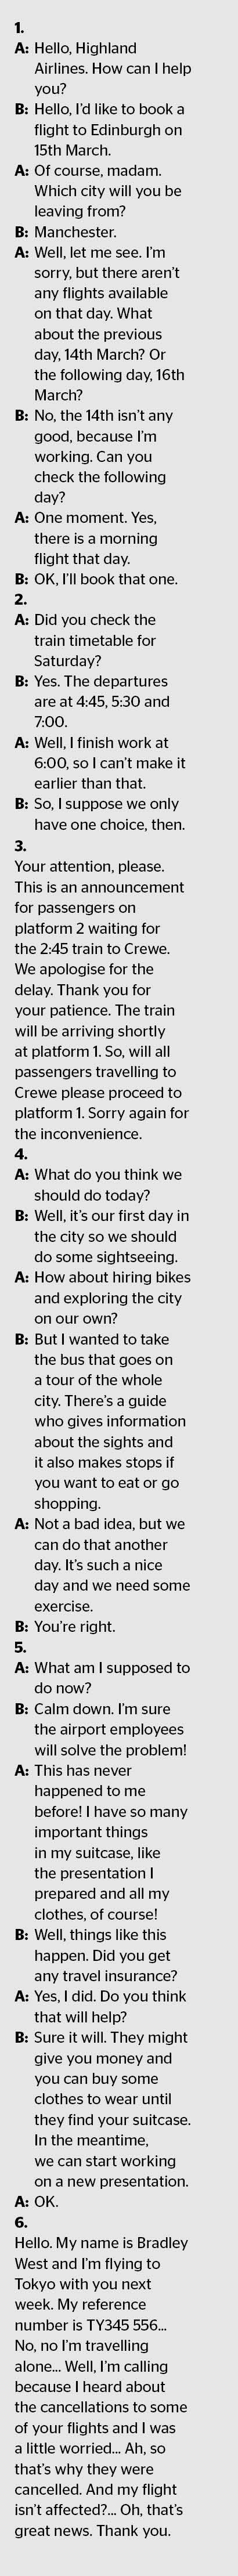 1.
A: Hello, Highland
Airlines. How can I help
you?
B: Hello, I'd like to book a
flight to Edinburgh on
15th March.
A: Of course, madam.
Which city will you be
leaving from?
B: Manchester.
A: Well, let me see. I'm
sorry, but there aren't
any flights available
on that day. What
about the previous
day, 14th March? Or
the following day, 16th
March?
B: No, the 14th isn't any
good, because I'm
working. Can you
check the following
day?
A: One moment. Yes,
there is a morning
flight that day.
B: OK, I'll book that one.
2.
A: Did you check the
train timetable for
Saturday?
B: Yes. The departures
are at 4:45, 5:30 and
7:00.
A: Well, I finish work at
6:00, so I can't make it
earlier than that.
B: So, I suppose we only
have one choice, then.
3.
Your attention, please.
This is an announcement
for passengers on
platform 2 waiting for
the 2:45 train to Crewe.
We apologise for the
delay. Thank you for
your patience. The train
will be arriving shortly
at platform 1. So, will all
passengers travelling to
Crewe please proceed to
platform 1. Sorry again for
the inconvenience.
4.
A: What do you think we
should do today?
B: Well, it's our first day in
the city so we should
do some sightseeing.
A: How about hiring bikes
and exploring the city
on our own?
B: But I wanted to take
the bus that goes on
a tour of the whole
city. There's a guide
who gives information
about the sights and
it also makes stops if
you want to eat or go
shopping.
A: Not a bad idea, but we
can do that another
day. It's such a nice
day and we need some
exercise.
B: You're right.
5.
A: What am I supposed to
do now?
B: Calm down. I'm sure
the airport employees
will solve the problem!
A: This has never
happened to me
before! I have so many
important things
in my suitcase, like
the presentation I
prepared and all my
clothes, of course!
B: Well, things like this
happen. Did you get
any travel insurance?
A: Yes, I did. Do you think
that will help?
B: Sure it will. They might
give you money and
you can buy some
clothes to wear until
they find your suitcase.
In the meantime,
we can start working
on a new presentation.
A: OK.
6.
Hello. My name is Bradley
West and I'm flying to
Tokyo with you next
week. My reference
number is TY345 556...
No, no I'm travelling
alone... Well, I'm calling
because I heard about
the cancellations to some
of your flights and I was
a little worried... Ah, so
that's why they were
cancelled. And my flight
isn't affected?... Oh, that's
great news. Thank you.